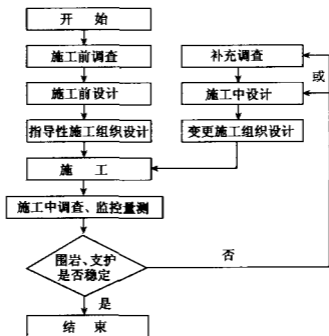 开 始
施工前调查
补充调查
或
施工前设计
施工中设计
指导性施工组织设计
变更施工组织设计
施 工
施工中调查、监控量测
围岩、支护
是否稳定
否
是
结 束